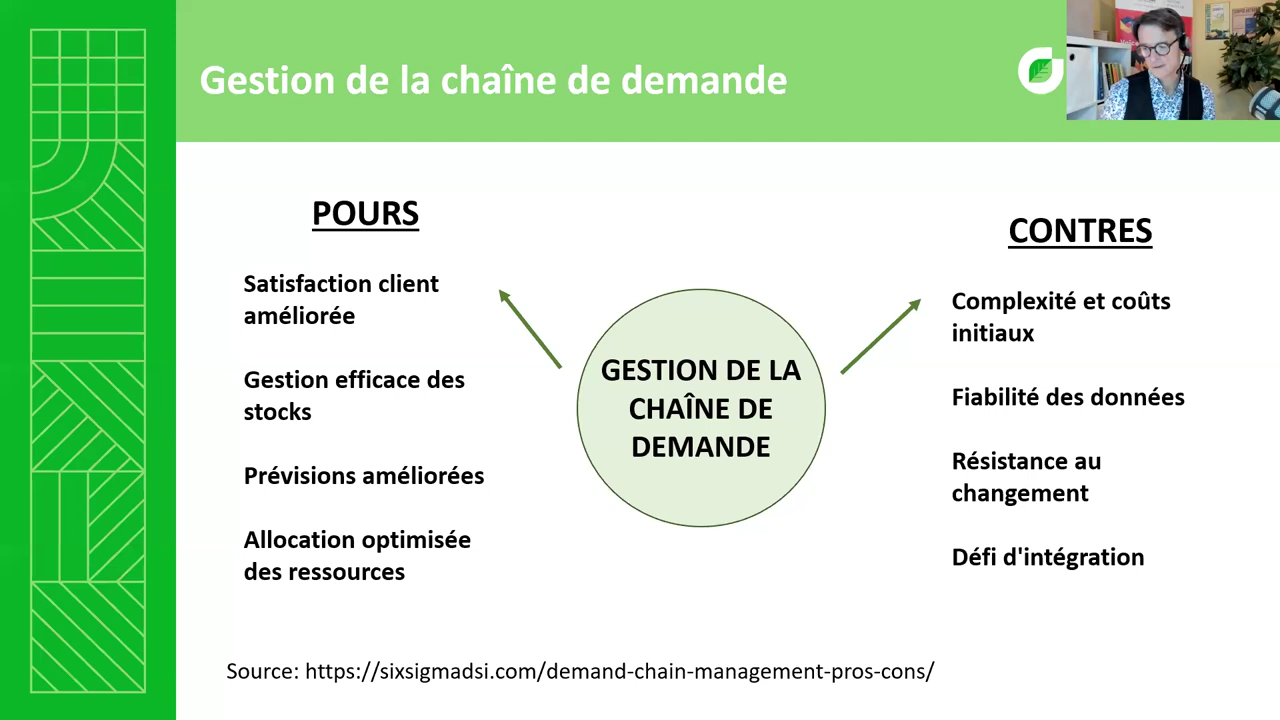 Gestion de la chaîne de demande
POURS
Satisfaction client
améliorée
Gestion efficace des
stocks
Prévisions améliorées
Allocation optimisée
des ressources
GESTION DE LA
CHAÎNE DE
DEMANDE
CONTRES
Complexité et coûts
initiaux
Fiabilité des données
Résistance au
changement
Défi d'intégration
Source: https://sixsigmadsi.com/demand-chain-management-pros-cons/